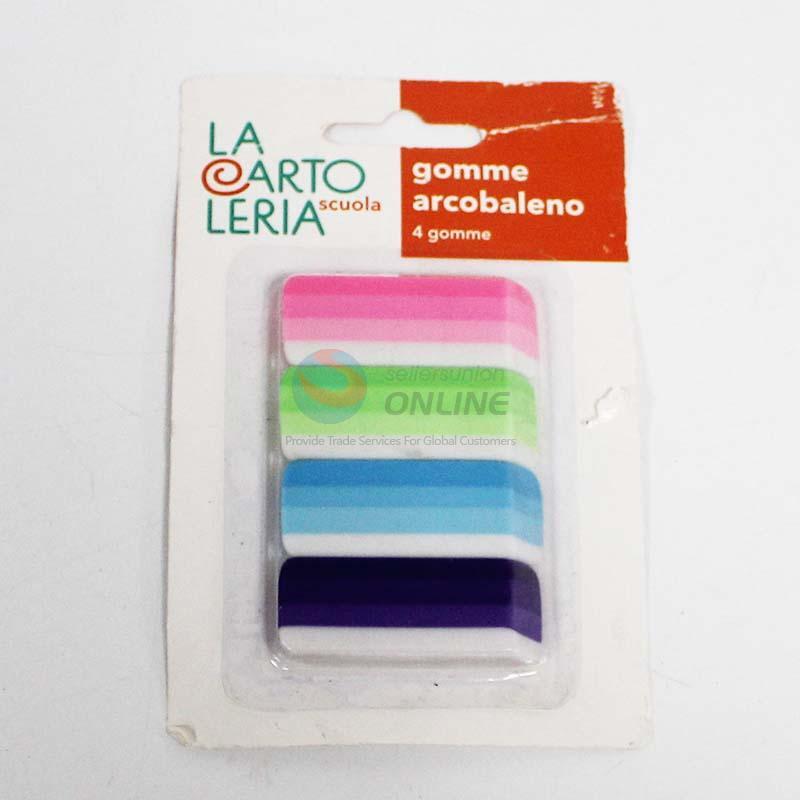 LA
CARTO
LERIA
scuola
gomme
arcobaleno
4 gomme
sellersunion
ONLINE
Provide Trade Services For Global Customers